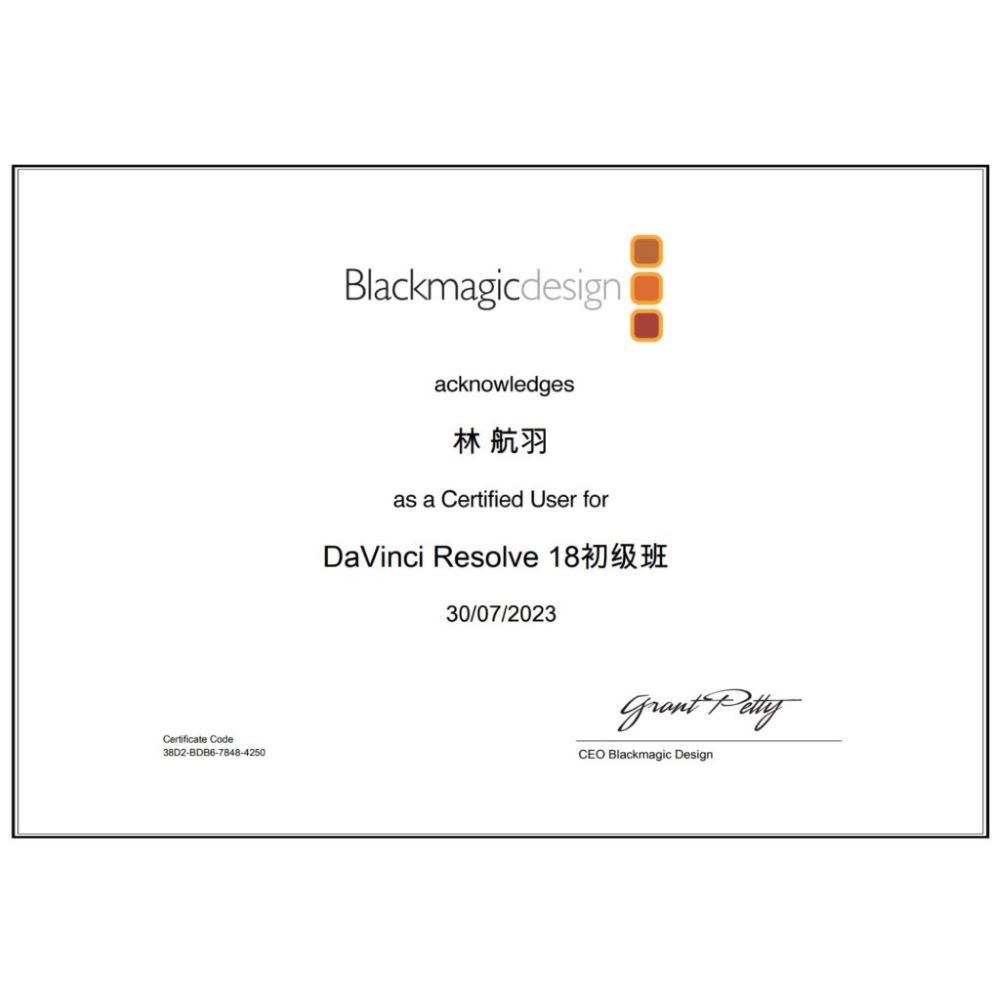 Blackmagicdesign
acknowledges
林 航羽
as a Certified User for
DaVinci Resolve 18初级班
30/07/2023
Grant Petty
Certificate Code
38D2-BDB6-7848-4250
CEO Blackmagic Design